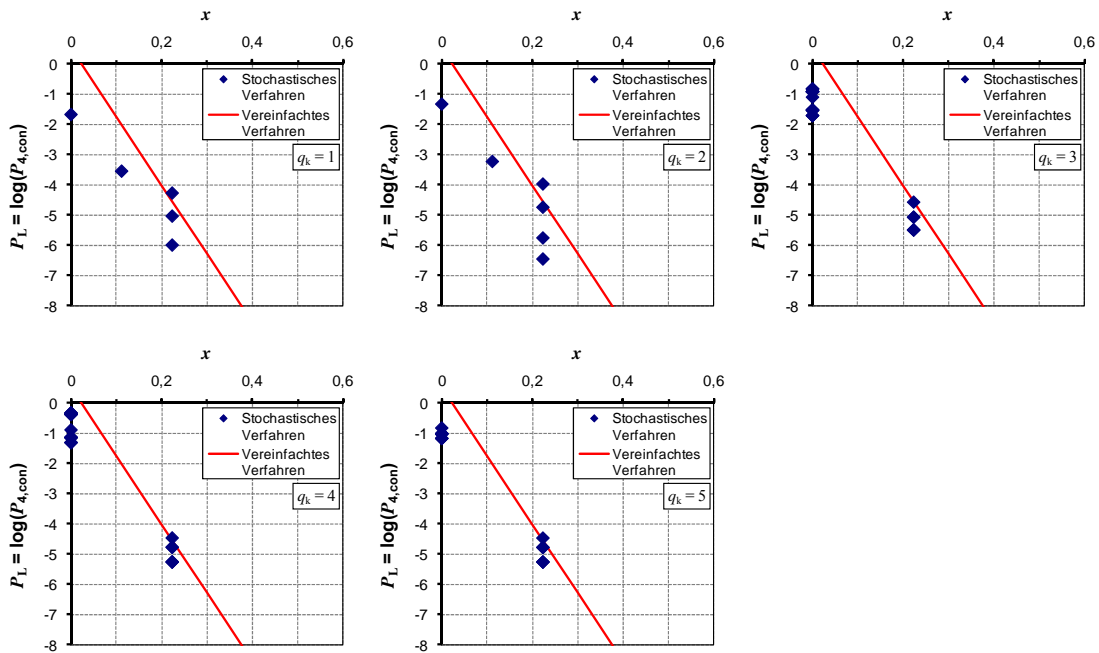 x
0 0,2 0,4 0,6
0
-1
-2
-3
-4
-5
-6
-7
-8
P_L = log(P_4,con)
Stochastisches
Verfahren
Vereinfachtes
Verfahren
q_k = 1
x
0 0,2 0,4 0,6
0
-1
-2
-3
-4
-5
-6
-7
-8
P_L = log(P_4,con)
Stochastisches
Verfahren
Vereinfachtes
Verfahren
q_k = 2
x
0 0,2 0,4 0,6
0
-1
-2
-3
-4
-5
-6
-7
-8
P_L = log(P_4,con)
Stochastisches
Verfahren
Vereinfachtes
Verfahren
q_k = 3
x
0 0,2 0,4 0,6
0
-1
-2
-3
-4
-5
-6
-7
-8
P_L = log(P_4,con)
Stochastisches
Verfahren
Vereinfachtes
Verfahren
q_k = 4
x
0 0,2 0,4 0,6
0
-1
-2
-3
-4
-5
-6
-7
-8
P_L = log(P_4,con)
Stochastisches
Verfahren
Vereinfachtes
Verfahren
q_k = 5